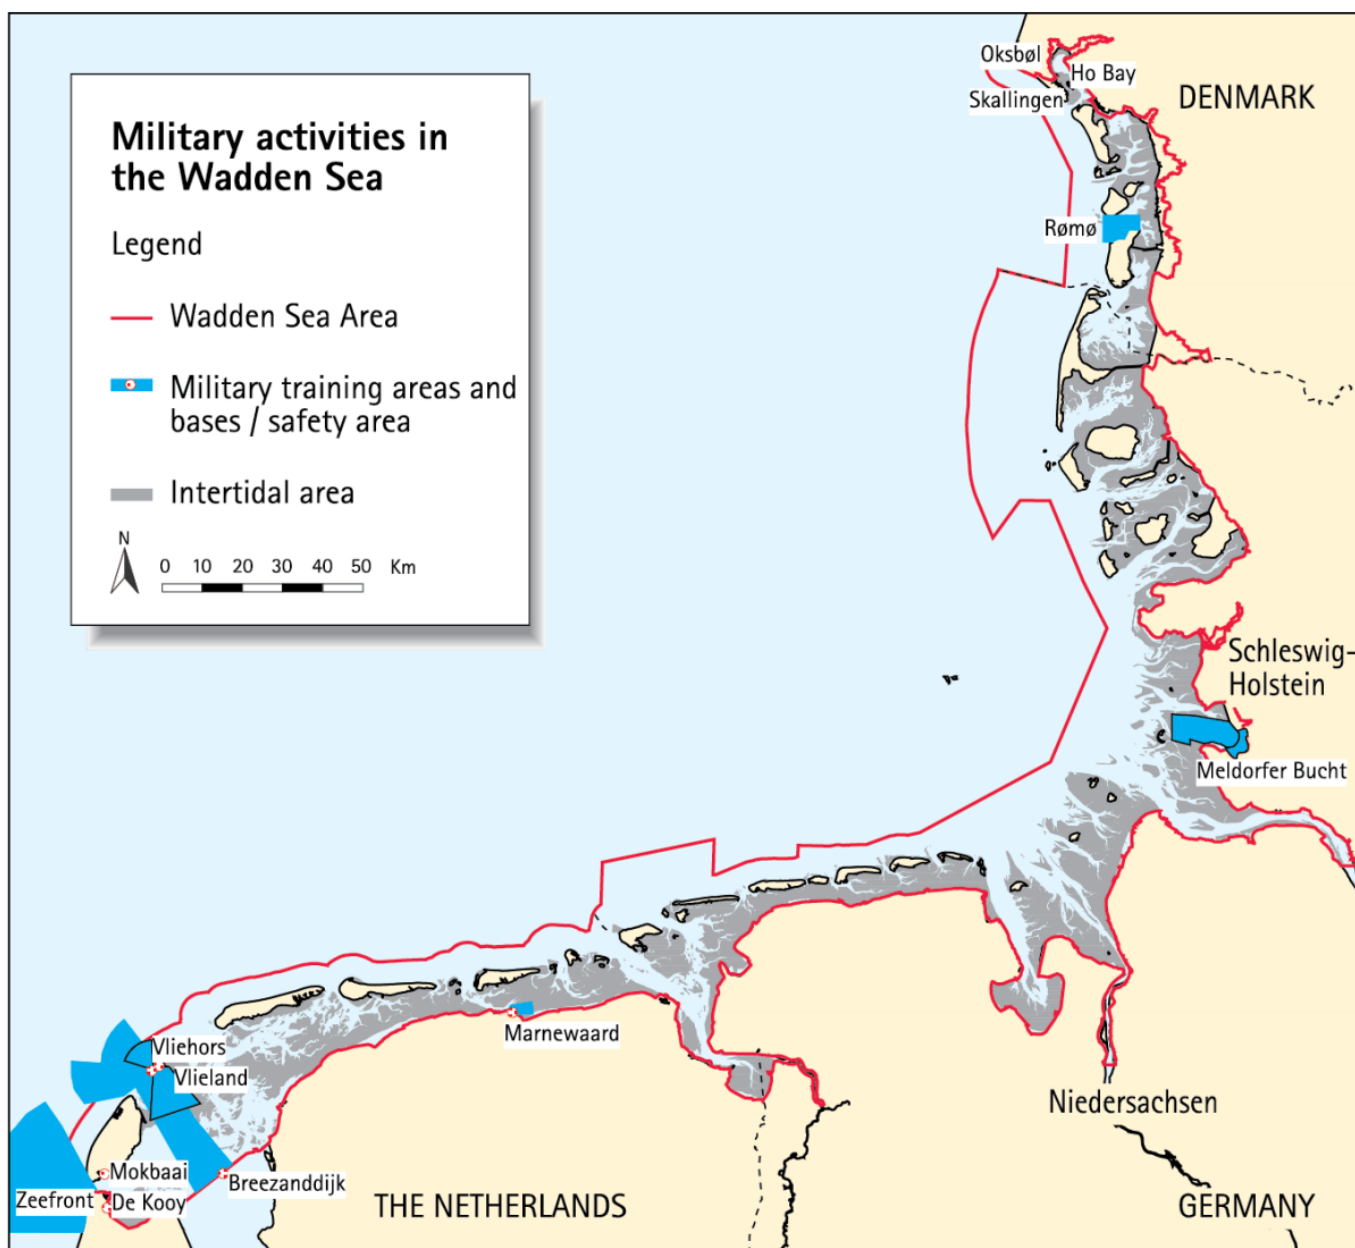 Military activities in
the Wadden Sea
Legend
Wadden Sea Area
Military training areas and
bases / safety area
Intertidal area
N
0 10 20 30 40 50 Km
Oksbøl
Ho Bay
Skallingen
DENMARK
Rømø
Schleswig-
Holstein
Meldorfer Bucht
Marnewaard
Vliehors
Vlieland
Niedersachsen
Mokbaai
Breezanddijk
Zeefront
De Kooy
THE NETHERLANDS
GERMANY